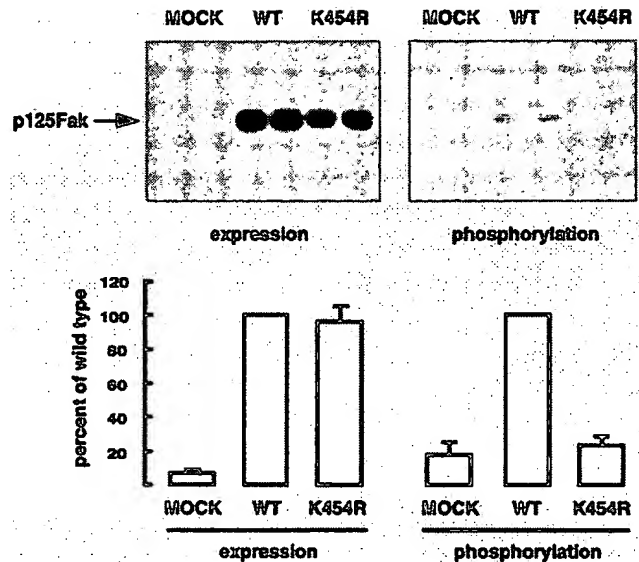 MOCK WT K454R MOCK WT K454R
p125Fak
expression phosphorylation
percent of wild type
120
100
80
60
40
20
MOCK WT K454R MOCK WT K454R
expression phosphorylation